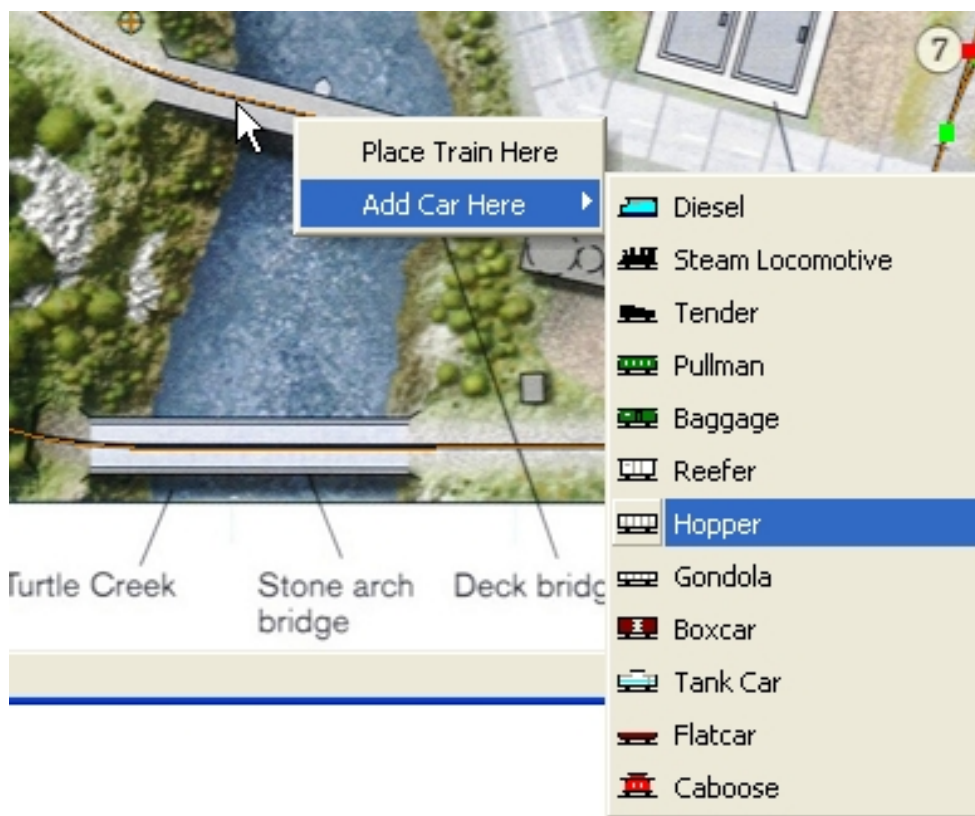 7
Place Train Here
Add Car Here
Diesel
Steam Locomotive
Tender
Pullman
Baggage
Reefer
Hopper
Gondola
Boxcar
Tank Car
Flatcar
Caboose
Turtle Creek
Stone arch
bridge
Deck